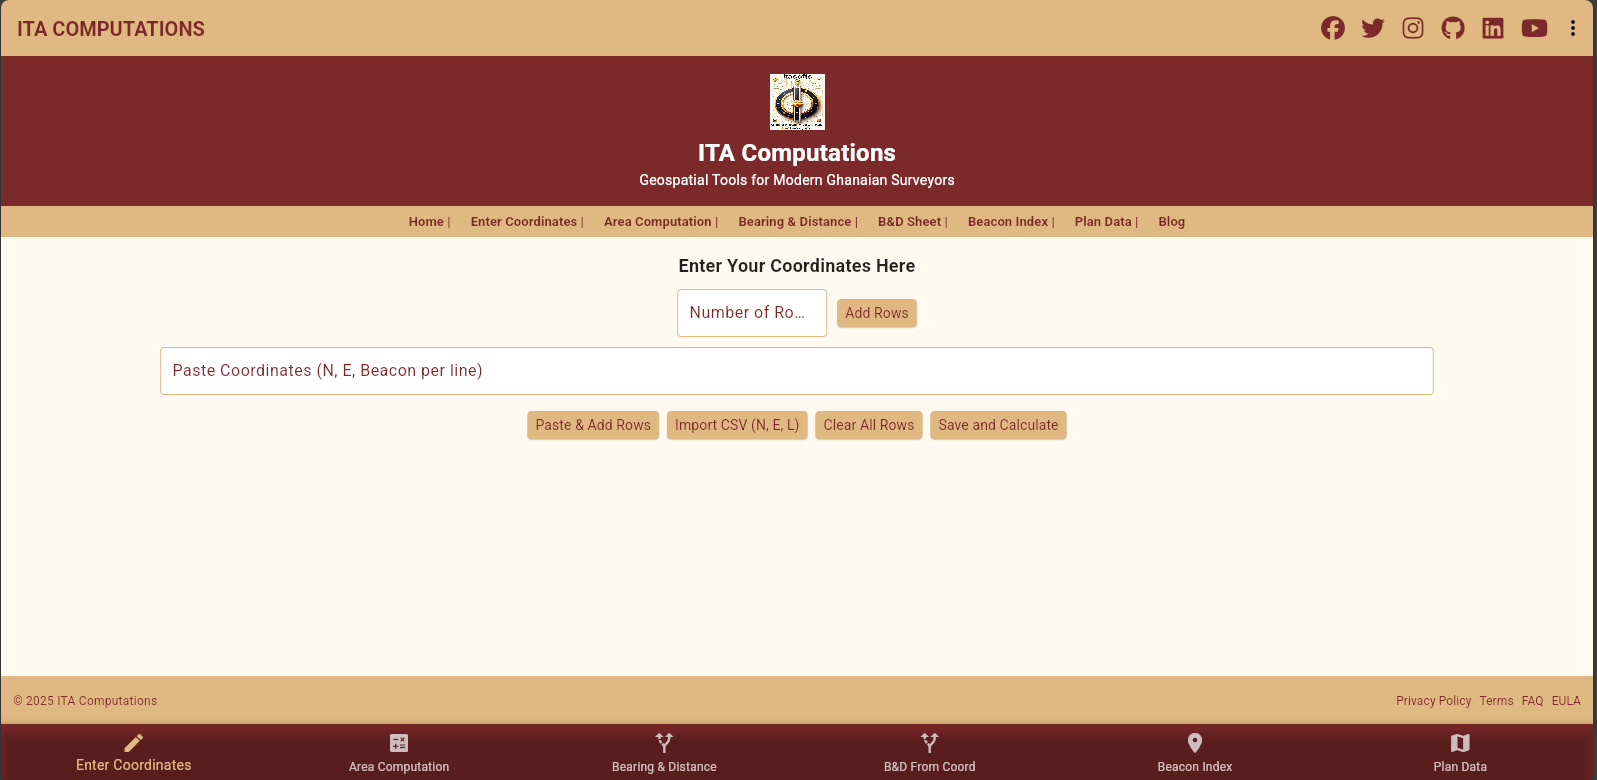 ITA COMPUTATIONS
ITA Computations
Geospatial Tools for Modern Ghanaian Surveyors
Home | Enter Coordinates | Area Computation | Bearing & Distance | B&D Sheet | Beacon Index | Plan Data | Blog
Enter Your Coordinates Here
Number of Ro... Add Rows
Paste Coordinates (N, E, Beacon per line)
Paste & Add Rows Import CSV (N, E, L) Clear All Rows Save and Calculate
© 2025 ITA Computations Privacy Policy Terms FAQ EULA
Enter Coordinates Area Computation Bearing & Distance B&D From Coord Beacon Index Plan Data